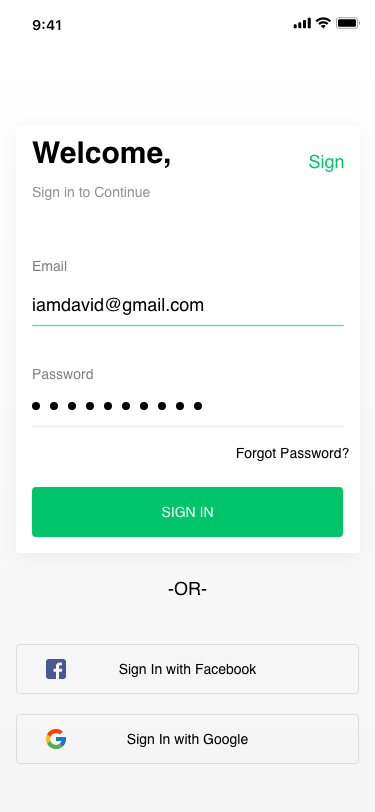 9:41
Welcome,
Sign
Sign in to Continue
Email
iamdavid@gmail.com
Password
Forgot Password?
SIGN IN
-OR-
Sign In with Facebook
Sign In with Google